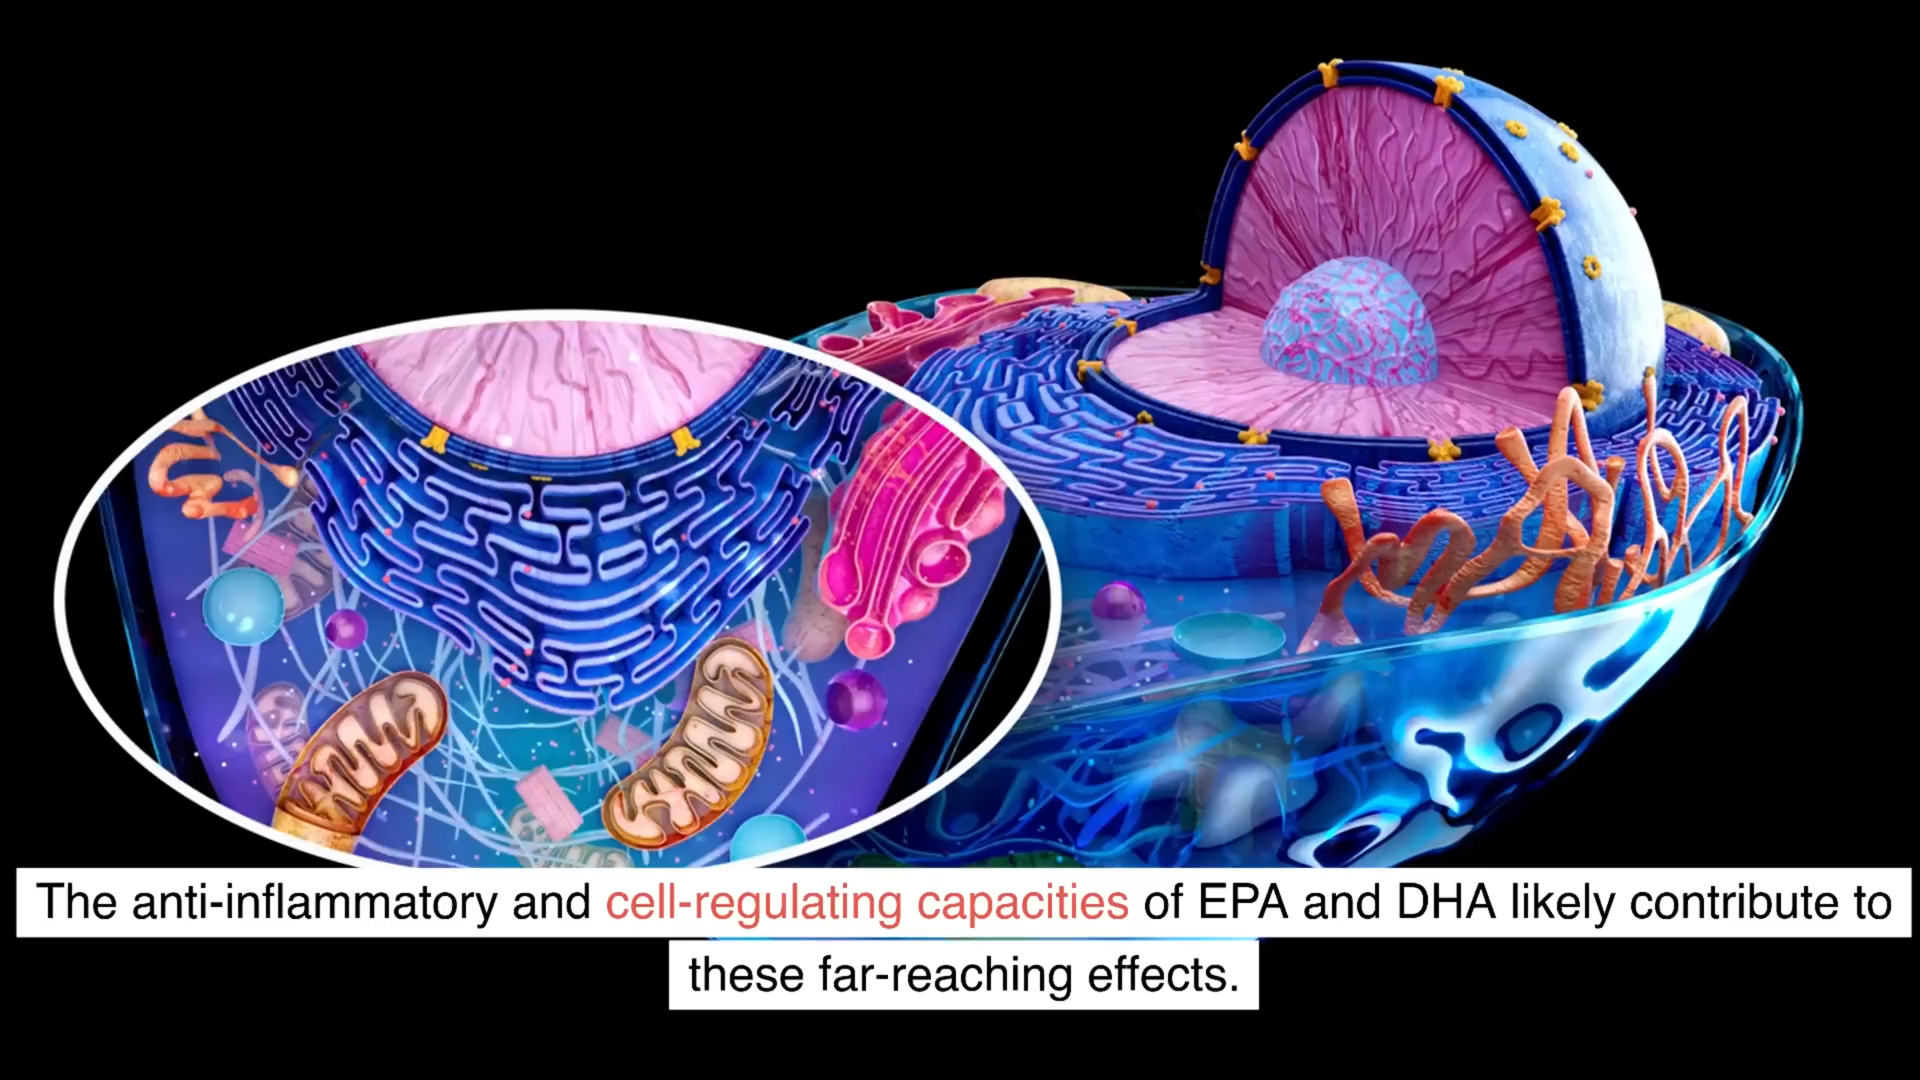 The anti-inflammatory and cell-regulating capacities of EPA and DHA likely contribute to
these far-reaching effects.